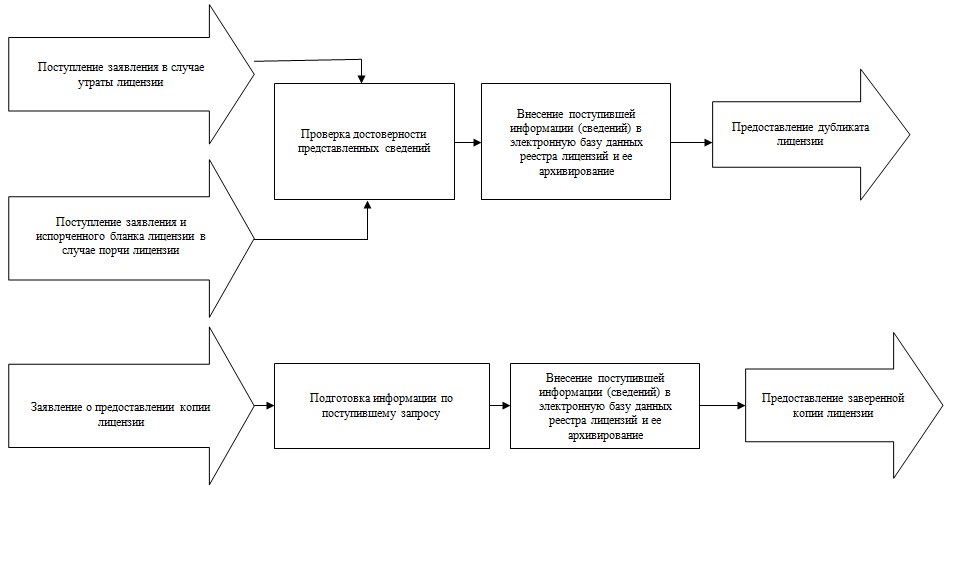 Поступление заявления в случае
утраты лицензии
Проверка достоверности
представленных сведений
Внесение поступившей
информации (сведений) в
электронную базу данных
реестра лицензий и ее
архивирование
Предоставление дубликата
лицензии
Поступление заявления и
испорченного бланка лицензии в
случае порчи лицензии
Заявление о предоставлении копии
лицензии
Подготовка информации по
поступившему запросу
Внесение поступившей
информации (сведений) в
электронную базу данных
реестра лицензий и ее
архивирование
Предоставление заверенной
копии лицензии